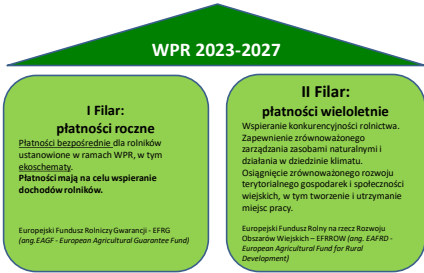 WPR 2023-2027
I Filar:
płatności roczne
Płatności bezpośrednie dla rolników
ustanowione w ramach WPR, w tym
ekoschematy.
Płatności mają na celu wspieranie
dochodów rolników.
Europejski Fundusz Rolniczy Gwarancji - EFRG
(ang.EAGF - European Agricultural Guarantee Fund)
II Filar:
płatności wieloletnie
Wspieranie konkurencyjności rolnictwa.
Zapewnienie zrównoważonego
zarządzania zasobami naturalnymi i
działania w dziedzinie klimatu.
Osiągnięcie zrównoważonego rozwoju
terytorialnego gospodarek i społeczności
wiejskich, w tym tworzenie i utrzymanie
miejsc pracy.
Europejski Fundusz Rolny na rzecz Rozwoju
Obszarów Wiejskich – EFRROW (ang. EAFRD -
European Agricultural Fund for Rural
Development)